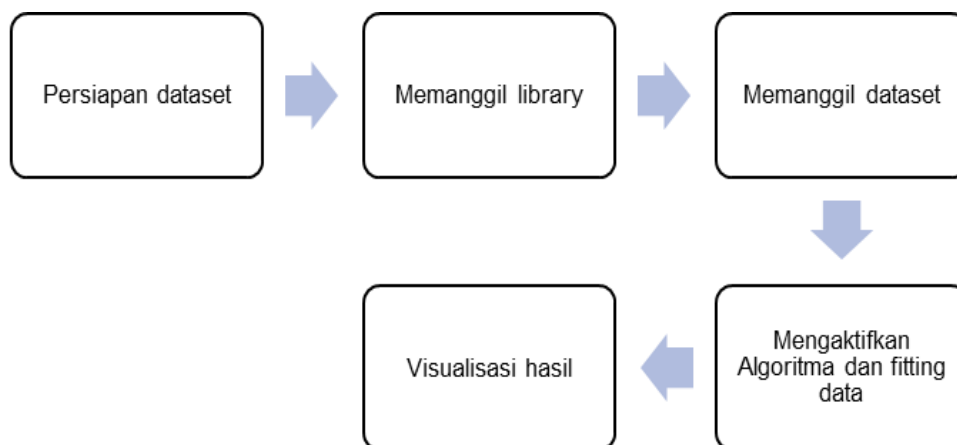 Persiapan dataset
Memanggil library
Memanggil dataset
Mengaktifkan
Algoritma dan fitting
data
Visualisasi hasil